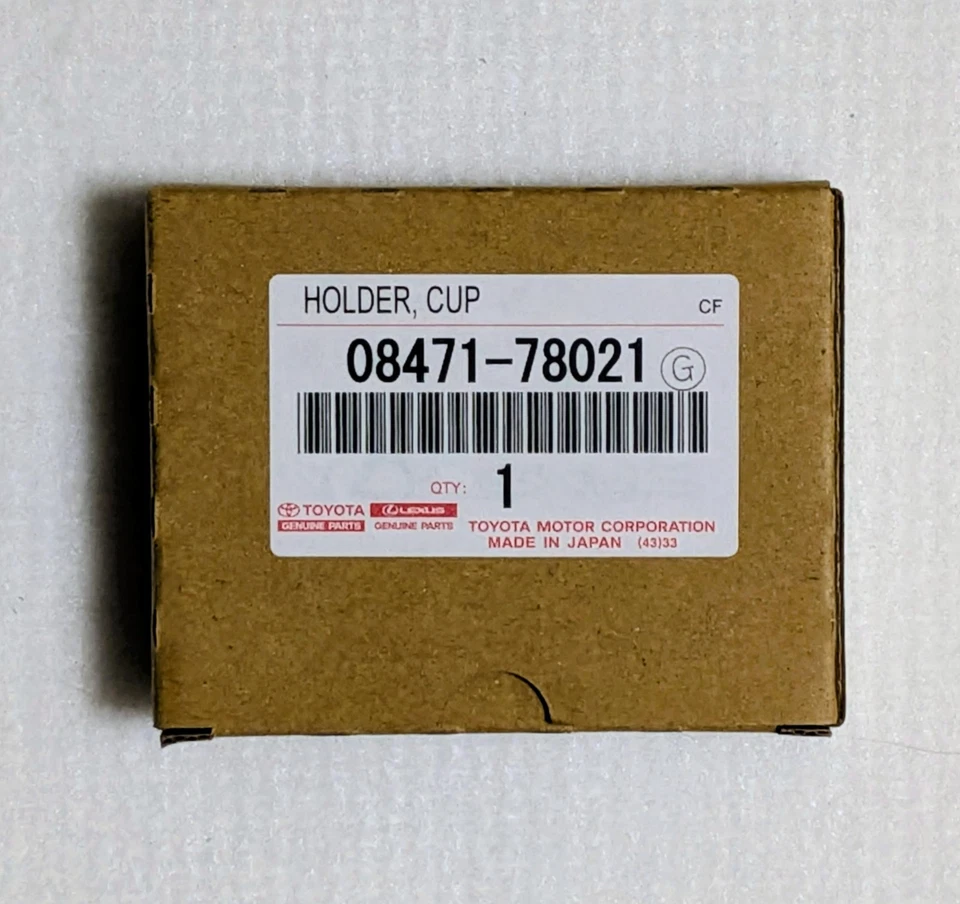 HOLDER, CUP CF
08471-78021 G
QTY: 1
TOYOTA LEXUS
GENUINE PARTS GENUINE PARTS TOYOTA MOTOR CORPORATION
MADE IN JAPAN (43)33